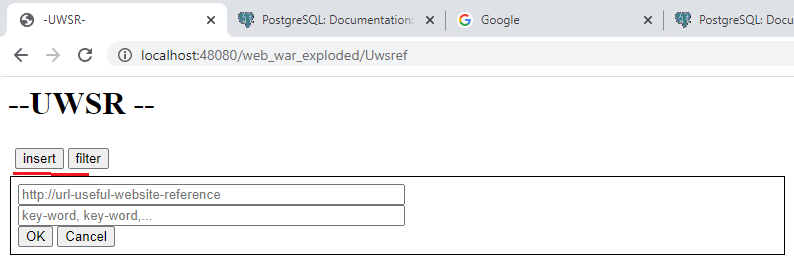 -UWSR-
PostgreSQL: Documentation:
Google
PostgreSQL: Docu
localhost:48080/web_war_exploded/Uwsref
--UWSR --
insert filter
http://url-useful-website-reference
key-word, key-word,...
OK Cancel